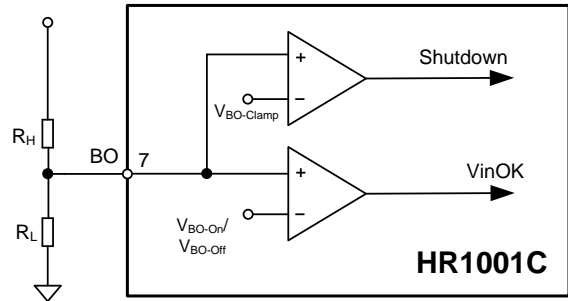 Shutdown
V_BO-Clamp
R_H
BO 7
VinOK
V_BO-On/
V_BO-Off
R_L
HR1001C
+
−
+
−